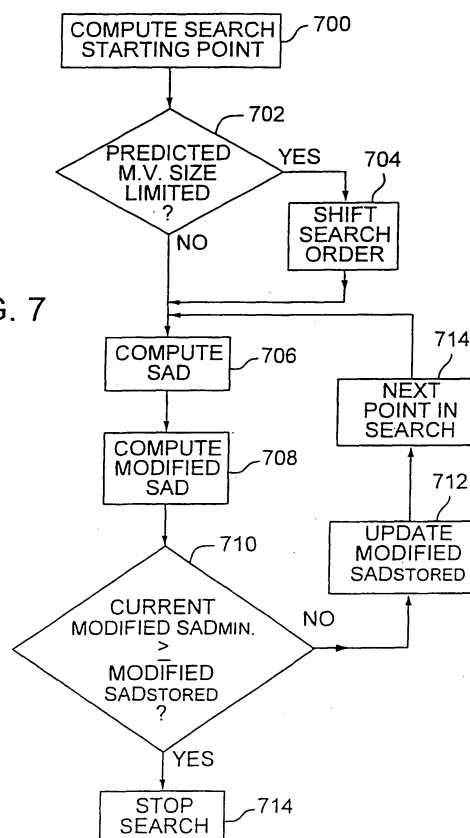 COMPUTE SEARCH
STARTING POINT
700
702
PREDICTED
M.V. SIZE
LIMITED
?
YES
704
SHIFT
SEARCH
ORDER
NO
G. 7
COMPUTE
SAD
706
714
NEXT
POINT IN
SEARCH
COMPUTE
MODIFIED
SAD
708
712
UPDATE
MODIFIED
SADSTORED
710
CURRENT
MODIFIED SADMIN.
≥
MODIFIED
SADSTORED
?
NO
YES
STOP
SEARCH
714